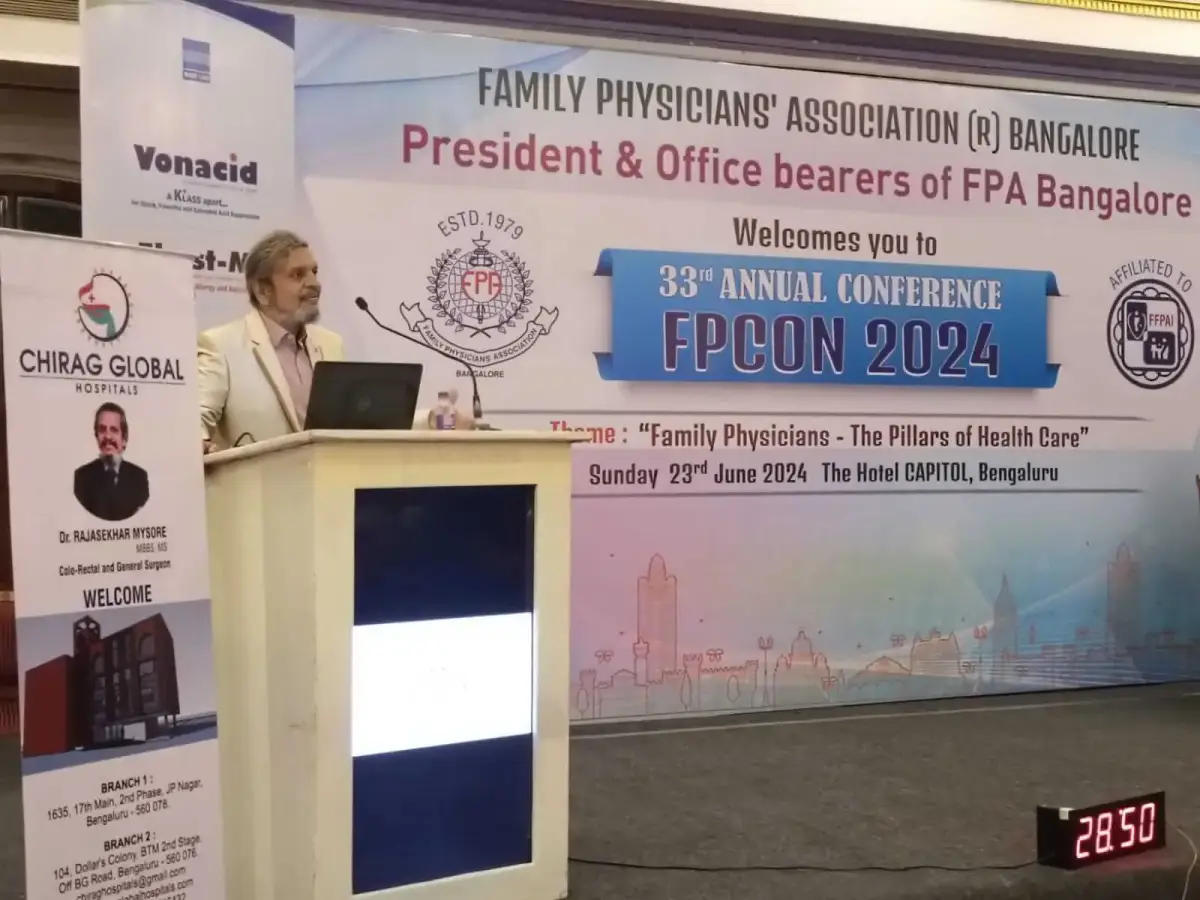 FAMILY PHYSICIANS' ASSOCIATION (R) BANGALORE
President & Office bearers of FPA Bangalore
Welcomes you to
33rd ANNUAL CONFERENCE
FPCON 2024
Theme : “Family Physicians - The Pillars of Health Care”
Sunday 23rd June 2024 The Hotel CAPITOL, Bengaluru
ESTD.1979
FPA
FAMILY PHYSICIANS ASSOCIATION
BANGALORE
AFFILIATED TO
FFPAI
Vonacid
A KLASS apart...
st-M
CHIRAG GLOBAL
HOSPITALS
Dr. RAJASEKHAR MYSORE
MBBS, MS
Colo-Rectal and General Surgeon
WELCOME
BRANCH 1 :
1635, 17th Main, 2nd Phase, JP Nagar,
Bengaluru - 560 078.
BRANCH 2 :
104, Dollar's Colony, BTM 2nd Stage,
Off BG Road, Bengaluru - 560 076.
chiraghospitals@gmail.com
28:50